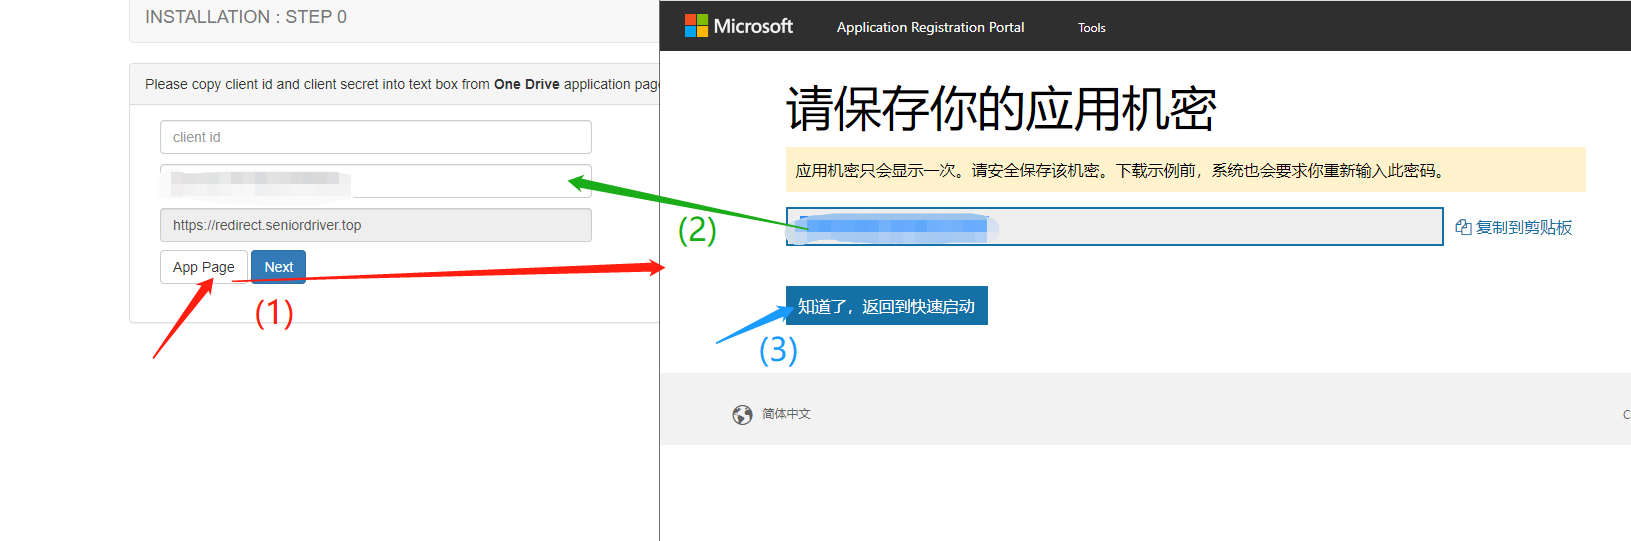 INSTALLATION : STEP 0
Please copy client id and client secret into text box from One Drive application page
client id
https://redirect.seniordriver.top
App Page
Next
(1)
Microsoft
Application Registration Portal
Tools
请保存你的应用机密
应用机密只会显示一次。请安全保存该机密。下载示例前，系统也会要求你重新输入此密码。
(2)
复制到剪贴板
知道了，返回到快速启动
(3)
简体中文